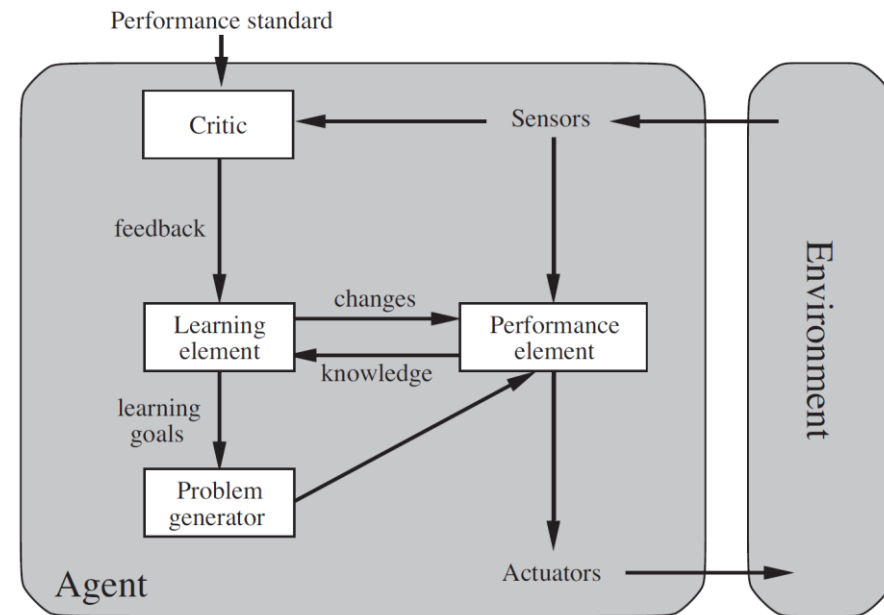 Performance standard
Critic
Sensors
feedback
changes
Learning
element
Performance
element
knowledge
learning
goals
Problem
generator
Agent
Actuators
Environment